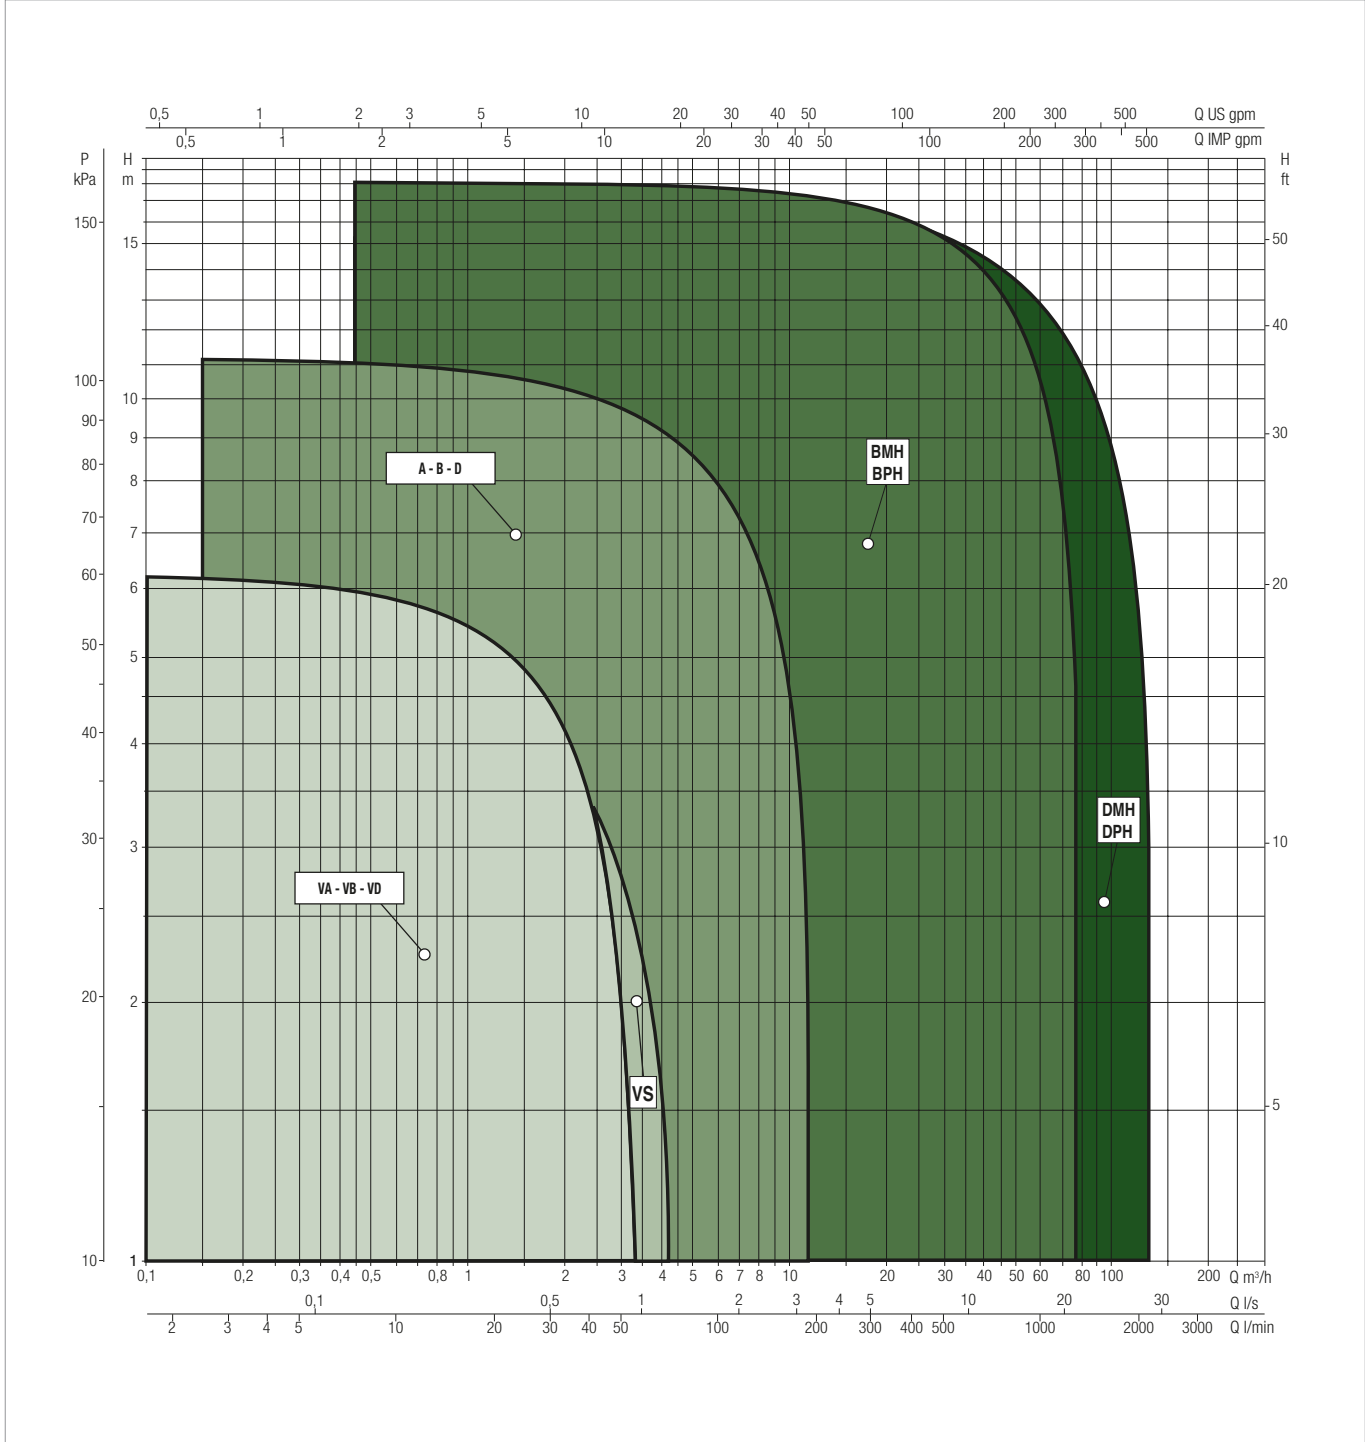 0,5 1 2 3 5 10 20 30 40 50 100 200 300 500 Q US gpm
0,5 1 2 5 10 20 30 40 50 100 200 300 500 Q IMP gpm
P H H
kPa m ft
150
15
50
40
100
10
90
9
30
80
8
70
7
60
6
20
50
5
40
4
30
3
10
20
2
5
10
1
A - B - D
BMH
BPH
DMH
DPH
VA - VB - VD
VS
0,1 0,2 0,3 0,4 0,5 0,8 1 2 3 4 5 6 7 8 10 20 30 40 50 60 80 100 200 Q m³/h
0,1 0,5 1 2 3 4 5 10 20 30 Q l/s
2 3 4 5 10 20 30 40 50 100 200 300 400 500 1000 2000 3000 Q l/min